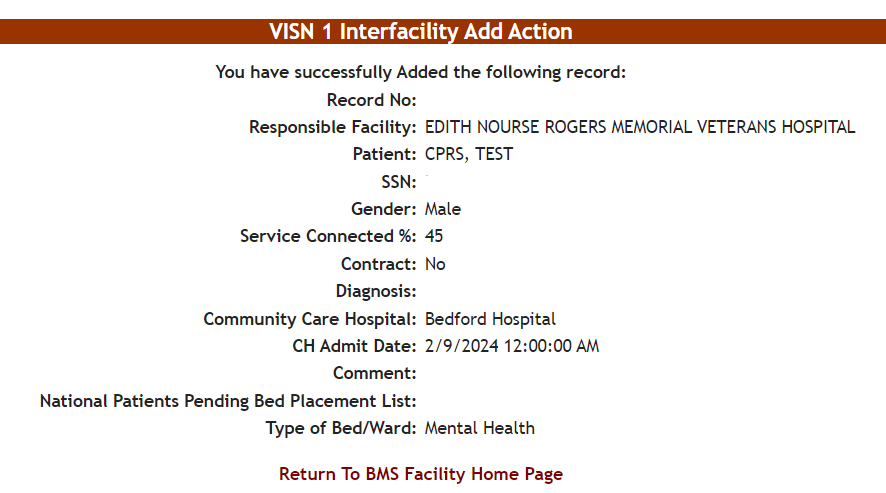 VISN 1 Interfacility Add Action
You have successfully Added the following record:
Record No:
Responsible Facility: EDITH NOURSE ROGERS MEMORIAL VETERANS HOSPITAL
Patient: CPRS, TEST
SSN:
Gender: Male
Service Connected %: 45
Contract: No
Diagnosis:
Community Care Hospital: Bedford Hospital
CH Admit Date: 2/9/2024 12:00:00 AM
Comment:
National Patients Pending Bed Placement List:
Type of Bed/Ward: Mental Health
Return To BMS Facility Home Page